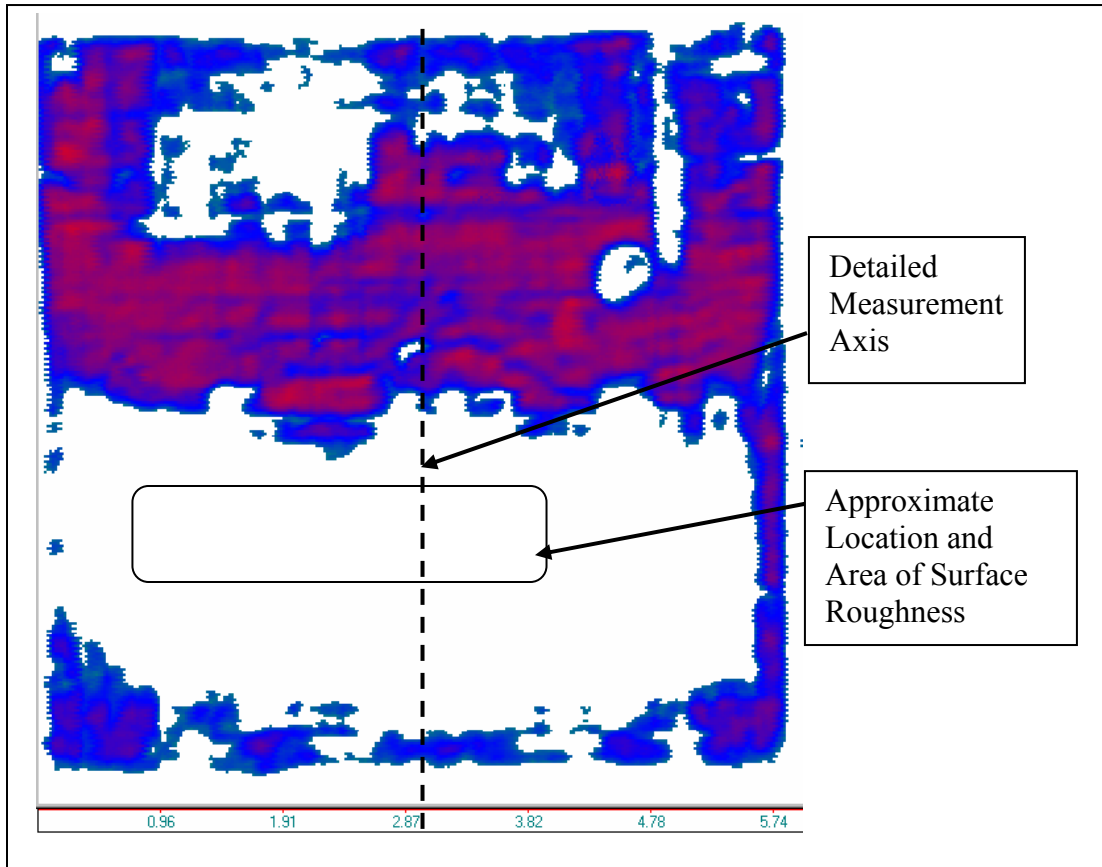 Detailed
Measurement
Axis
Approximate
Location and
Area of Surface
Roughness
0.96 1.91 2.87 3.82 4.78 5.74